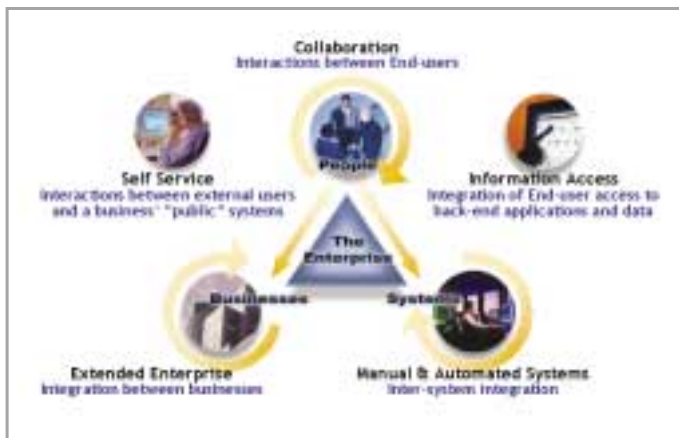 Collaboration
Interactions between End-users
People
Self Service
Interactions between external users
and a business' "public" systems
Information Access
Integration of End-user access to
back-end applications and data
The
Enterprise
Businesses
Systems
Extended Enterprise
Integration between businesses
Manual & Automated Systems
Inter-system integration